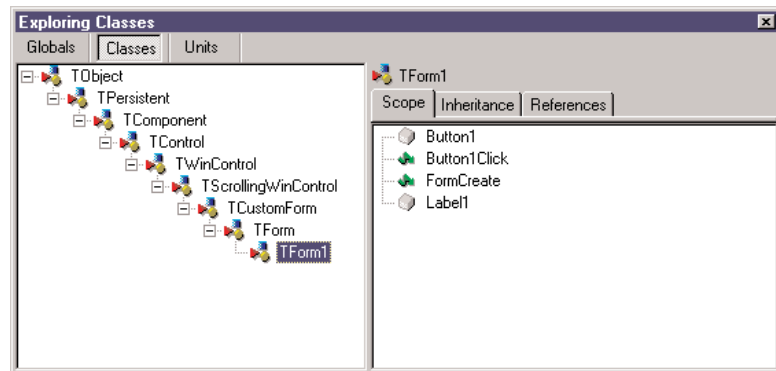 Exploring Classes
Globals Classes Units
TObject
TPersistent
TComponent
TControl
TWinControl
TScrollingWinControl
TCustomForm
TForm
TForm1
TForm1
Scope Inheritance References
Button1
Button1Click
FormCreate
Label1